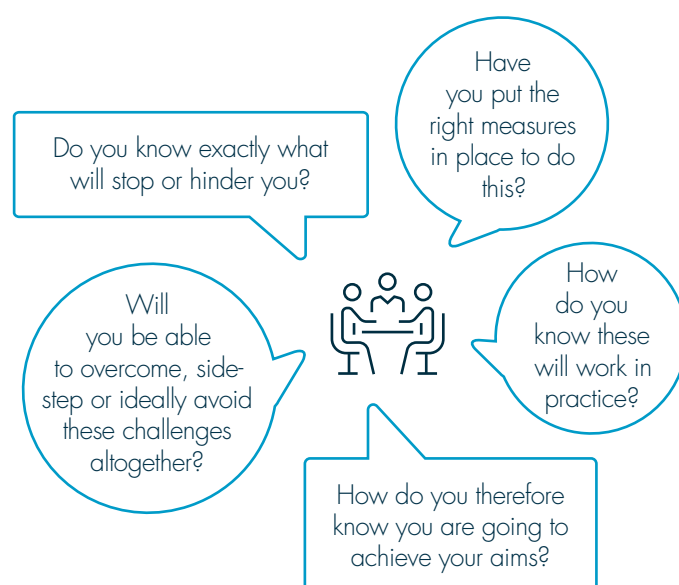 Have
you put the
right measures
in place to do
this?
Do you know exactly what
will stop or hinder you?
How
do you
know these
will work in
practice?
Will
you be able
to overcome, side-
step or ideally avoid
these challenges
altogether?
How do you therefore
know you are going to
achieve your aims?